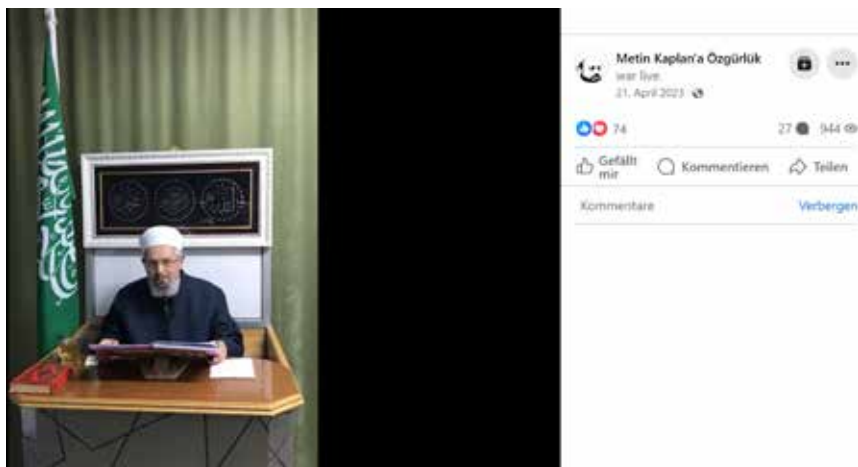 Metin Kaplan'a Özgürlük
war live.
21. April 2023
74
27 944
Gefällt mir
Kommentieren
Teilen
Kommentare
Verbergen